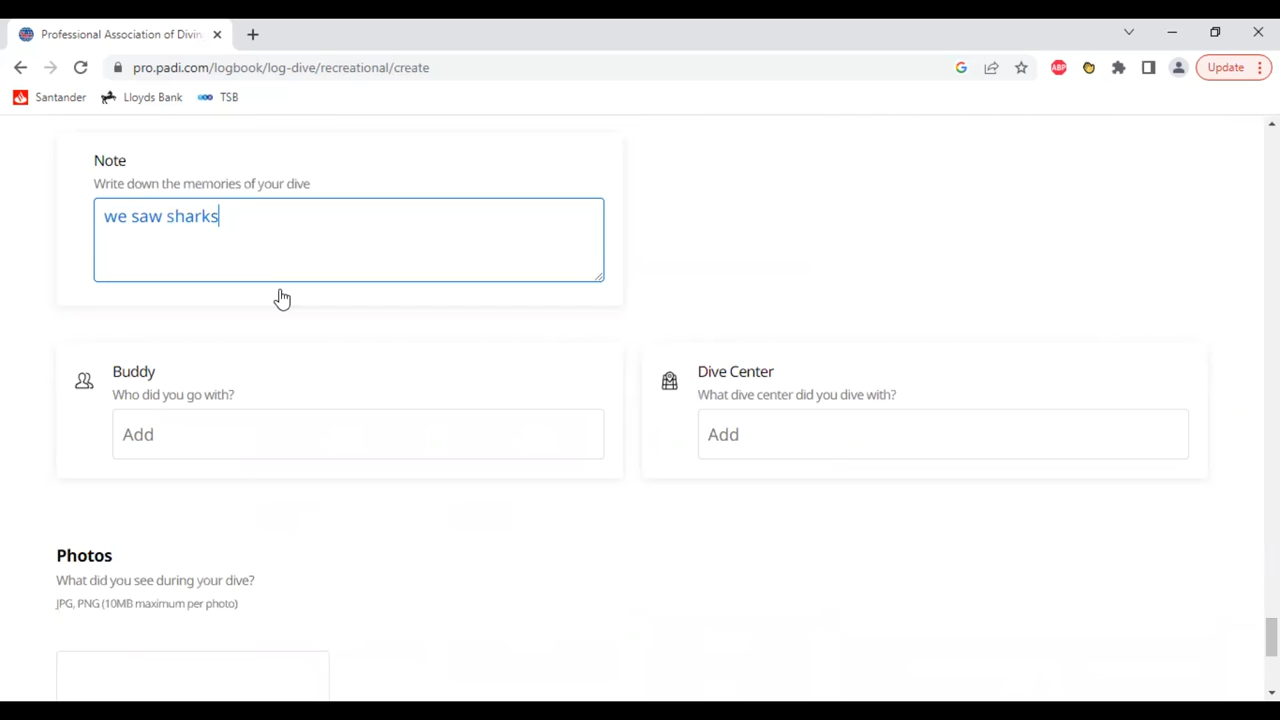 Professional Association of Divin
pro.padi.com/logbook/log-dive/recreational/create
ABP
Update
Santander
Lloyds Bank
TSB
Note
Write down the memories of your dive
we saw sharks
Buddy
Who did you go with?
Add
Dive Center
What dive center did you dive with?
Add
Photos
What did you see during your dive?
JPG, PNG (10MB maximum per photo)